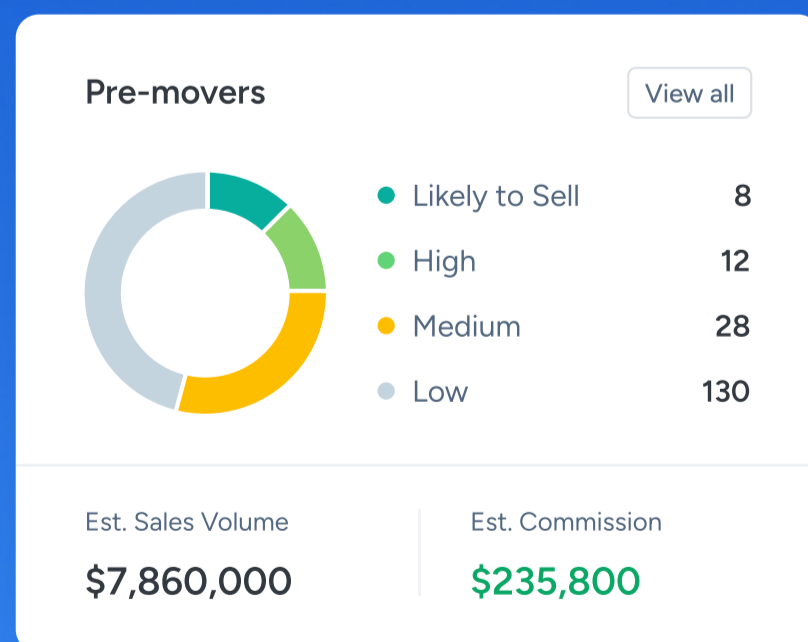 Pre-movers
View all
Likely to Sell 8
High 12
Medium 28
Low 130
Est. Sales Volume
Est. Commission
$7,860,000
$235,800